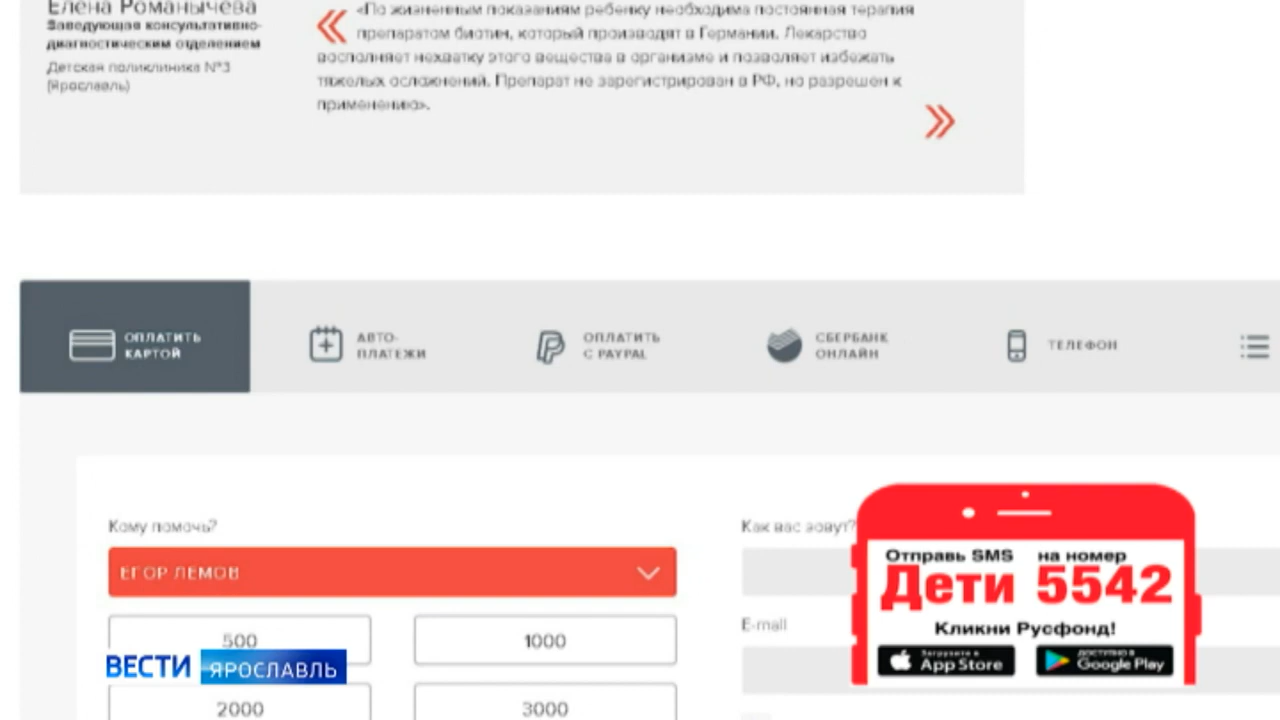 Елена Романычева
Заведующая консультативно-
диагностическим отделением
Детская поликлиника №3
(Ярославль)
«По жизненным показаниям ребенку необходима постоянная терапия
препаратом биотин, который производят в Германии. Лекарство
восполняет нехватку этого вещества в организме и позволяет избежать
тяжелых осложнений. Препарат не зарегистрирован в РФ, но разрешен к
применению».
ОПЛАТИТЬ
КАРТОЙ
АВТО-
ПЛАТЕЖИ
ОПЛАТИТЬ
С PAYPAL
СБЕРБАНК
ОНЛАЙН
ТЕЛЕФОН
Кому помочь?
ЕГОР ЛЕМОВ
500
1000
2000
3000
Как вас зовут?
E-mail
Отправь SMS на номер
Дети 5542
Кликни Русфонд!
Загрузите в
App Store
ДОСТУПНО В
Google Play
ВЕСТИ ЯРОСЛАВЛЬ